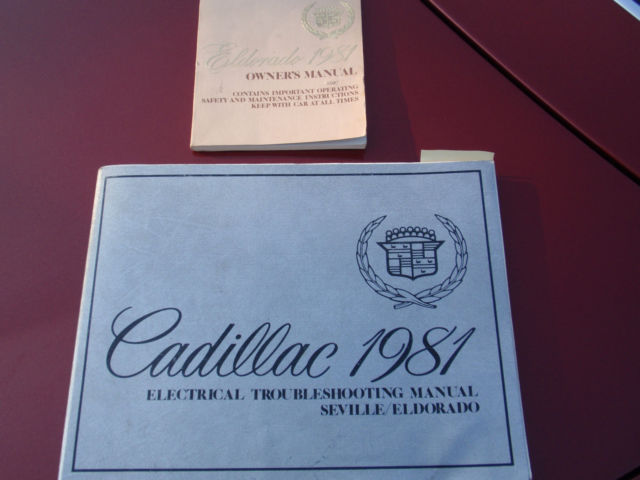 Eldorado 1981
OWNER'S MANUAL
CONTAINS IMPORTANT OPERATING
SAFETY AND MAINTENANCE INSTRUCTIONS
KEEP WITH CAR AT ALL TIMES
Cadillac 1981
ELECTRICAL TROUBLESHOOTING MANUAL
SEVILLE/ELDORADO